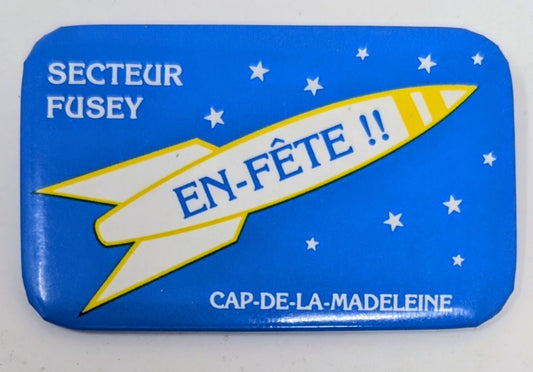 SECTEUR
FUSEY
EN-FÊTE !!
CAP-DE-LA-MADELEINE